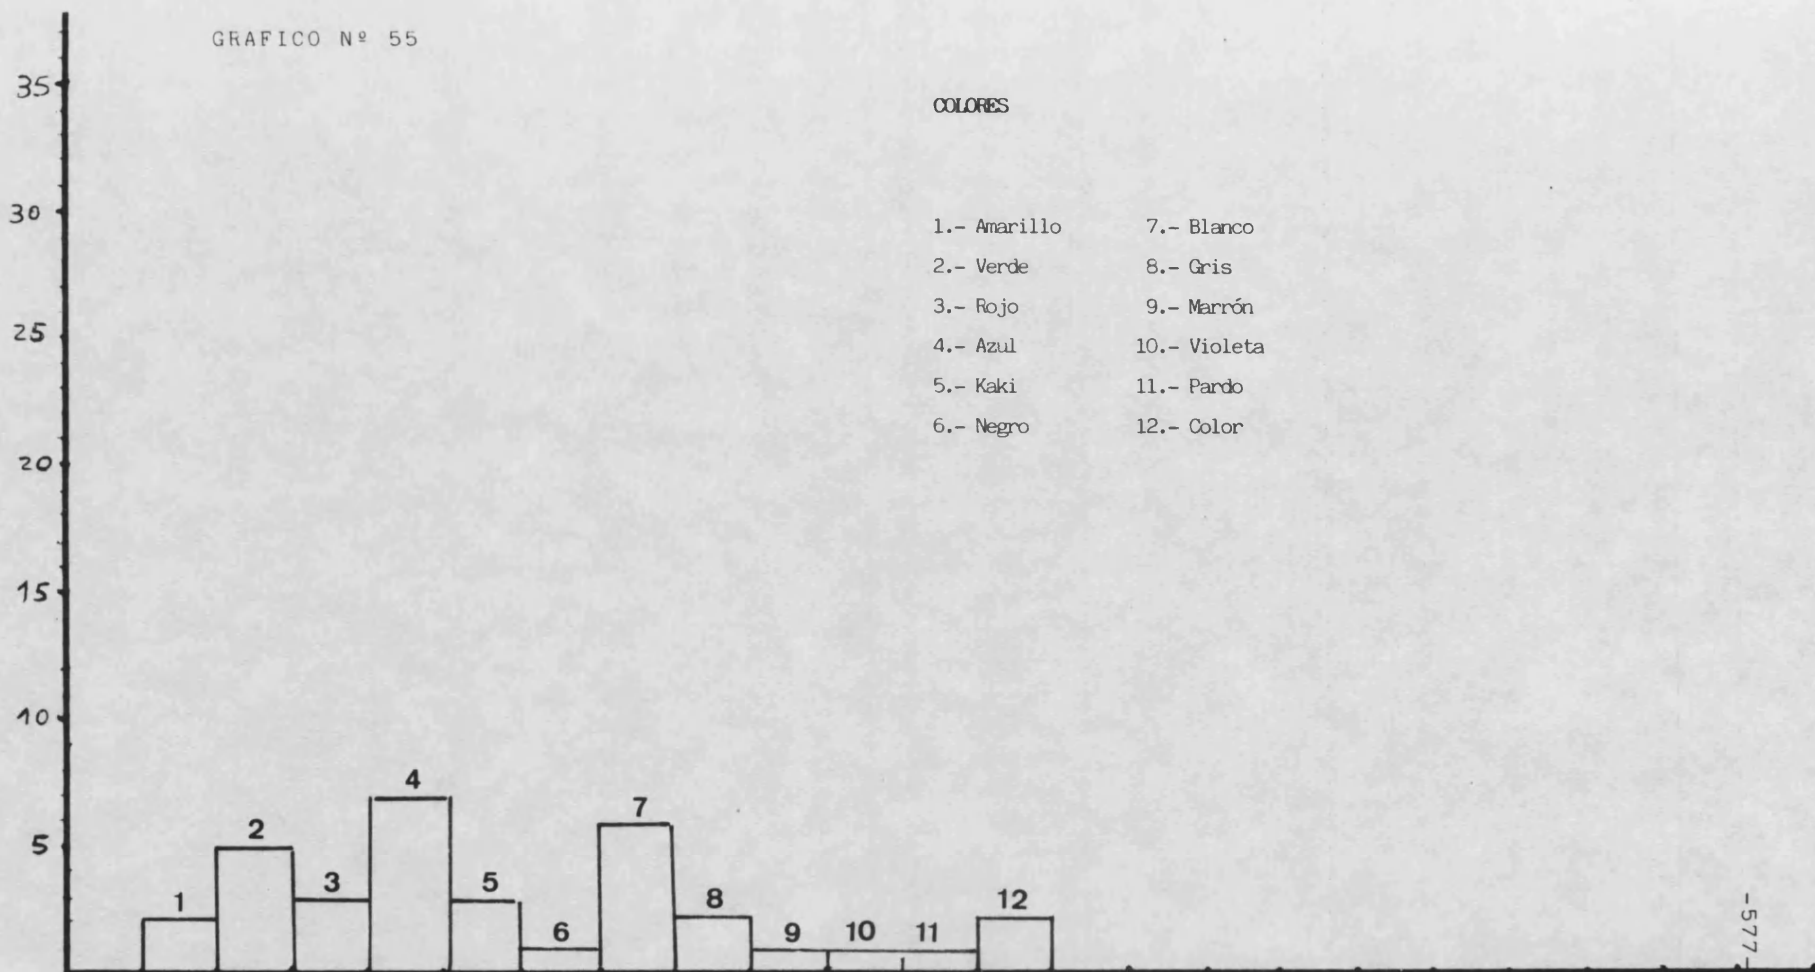 GRAFICO Nº 55
COLORES
1.- Amarillo
2.- Verde
3.- Rojo
4.- Azul
5.- Kaki
6.- Negro
7.- Blanco
8.- Gris
9.- Marrón
10.- Violeta
11.- Pardo
12.- Color
35
30
25
20
15
10
5
1
2
3
4
5
6
7
8
9
10
11
12
-577-